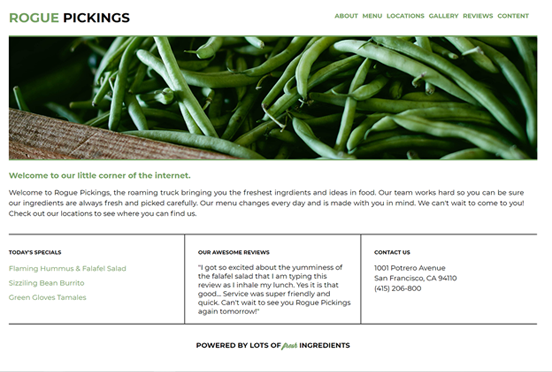 ROGUE PICKINGS
ABOUT MENU LOCATIONS GALLERY REVIEWS CONTENT
Welcome to our little corner of the internet.
Welcome to Rogue Pickings, the roaming truck bringing you the freshest ingrdients and ideas in food. Our team works hard so you can be sure
our ingredients are always fresh and picked carefully. Our menu changes every day and is made with you in mind. We can't wait to come to you!
Check out our locations to see where you can find us.
TODAY'S SPECIALS
Flaming Hummus & Falafel Salad
Sizzling Bean Burrito
Green Gloves Tamales
OUR AWESOME REVIEWS
"I got so excited about the yumminess of
the falafel salad that I am typing this
review as I inhale my lunch. Yes it is that
good... Service was super friendly and
quick. Can't wait to see you Rogue Pickings
again tomorrow!"
CONTACT US
1001 Potrero Avenue
San Francisco, CA 94110
(415) 206-800
POWERED BY LOTS OF fresh INGREDIENTS